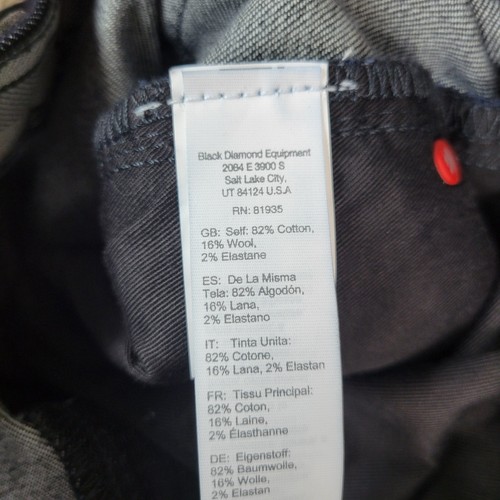 Black Diamond Equipment
2084 E 3900 S
Salt Lake City,
UT 84124 U.S.A
RN: 81935
GB: Self: 82% Cotton,
16% Wool,
2% Elastane
ES: De La Misma
Tela: 82% Algodón,
16% Lana,
2% Elastano
IT: Tinta Unita:
82% Cotone,
16% Lana, 2% Elastan
FR: Tissu Principal:
82% Coton,
16% Laine,
2% Élasthanne
DE: Eigenstoff:
82% Baumwolle,
16% Wolle,
2% Elastan